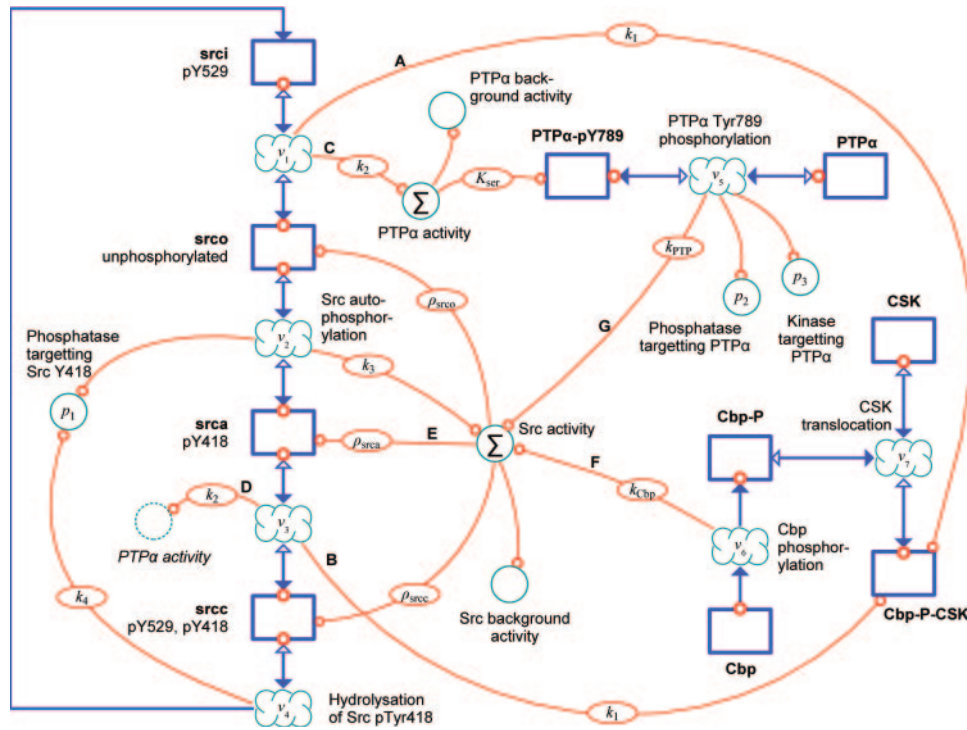 srci
pY529
A
k1
PTPα back-
ground activity
v1
C
k2
PTPα-pY789
PTPα Tyr789
phosphorylation
PTPα
Kser
v5
Σ
PTPα activity
srco
unphosphorylated
kPTP
p2
p3
ρsrco
G
Phosphatase
targetting PTPα
Kinase
targetting
PTPα
CSK
Src auto-
phosphor-
ylation
Phosphatase
targetting
Src Y418
v2
k3
p1
srca
pY418
ρsrca
E
Σ
Src activity
Cbp-P
CSK
translocation
v7
F
kCbp
k2
D
v3
PTPα activity
B
v6
Cbp
phosphor-
ylation
k4
srcc
pY529, pY418
ρsrcc
Src background
activity
Cbp
Cbp-P-CSK
v4
Hydrolysation
of Src pTyr418
k1